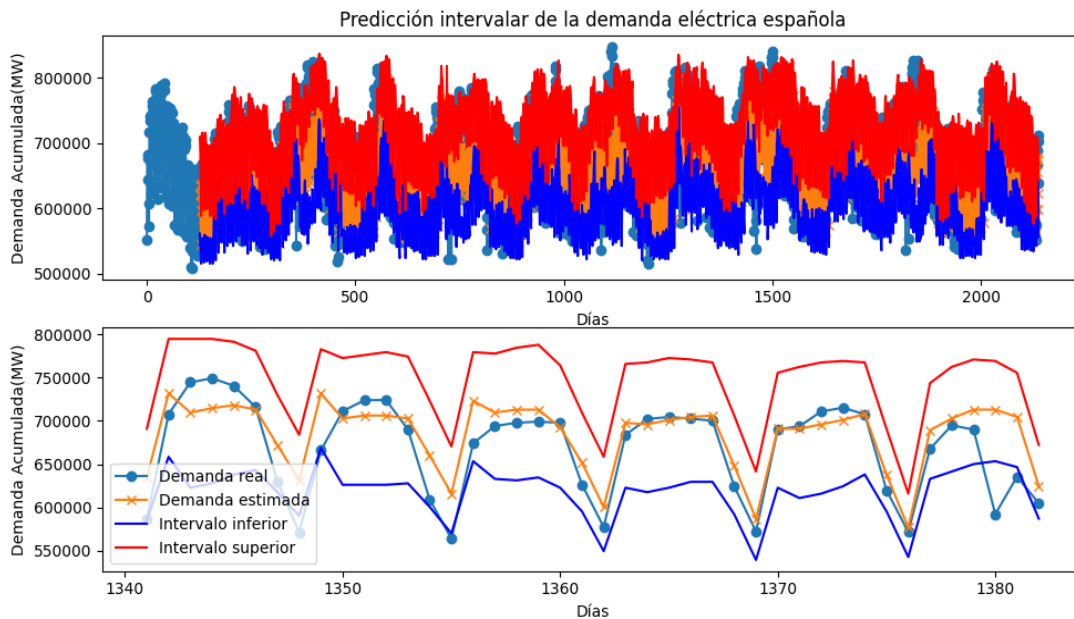 Predicción intervalar de la demanda eléctrica española
Demanda Acumulada(MW)
800000
700000
600000
500000
0
500
1000
1500
2000
Días
Demanda Acumulada(MW)
800000
750000
700000
650000
600000
550000
Demanda real
Demanda estimada
Intervalo inferior
Intervalo superior
1340
1350
1360
1370
1380
Días